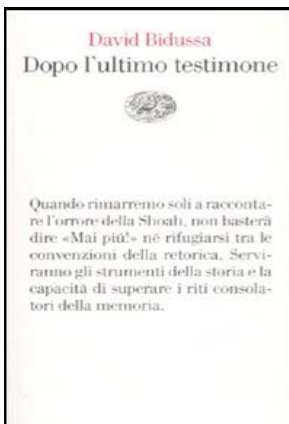 David Bidussa
Dopo l'ultimo testimone
Quando rimarremo soli a racconta-
re l'orrore della Shoah, non basterà
dire «Mai più!» né rifugiarsi tra le
convenzioni della retorica. Servi-
ranno gli strumenti della storia e la
capacità di superare i riti consola-
tori della memoria.